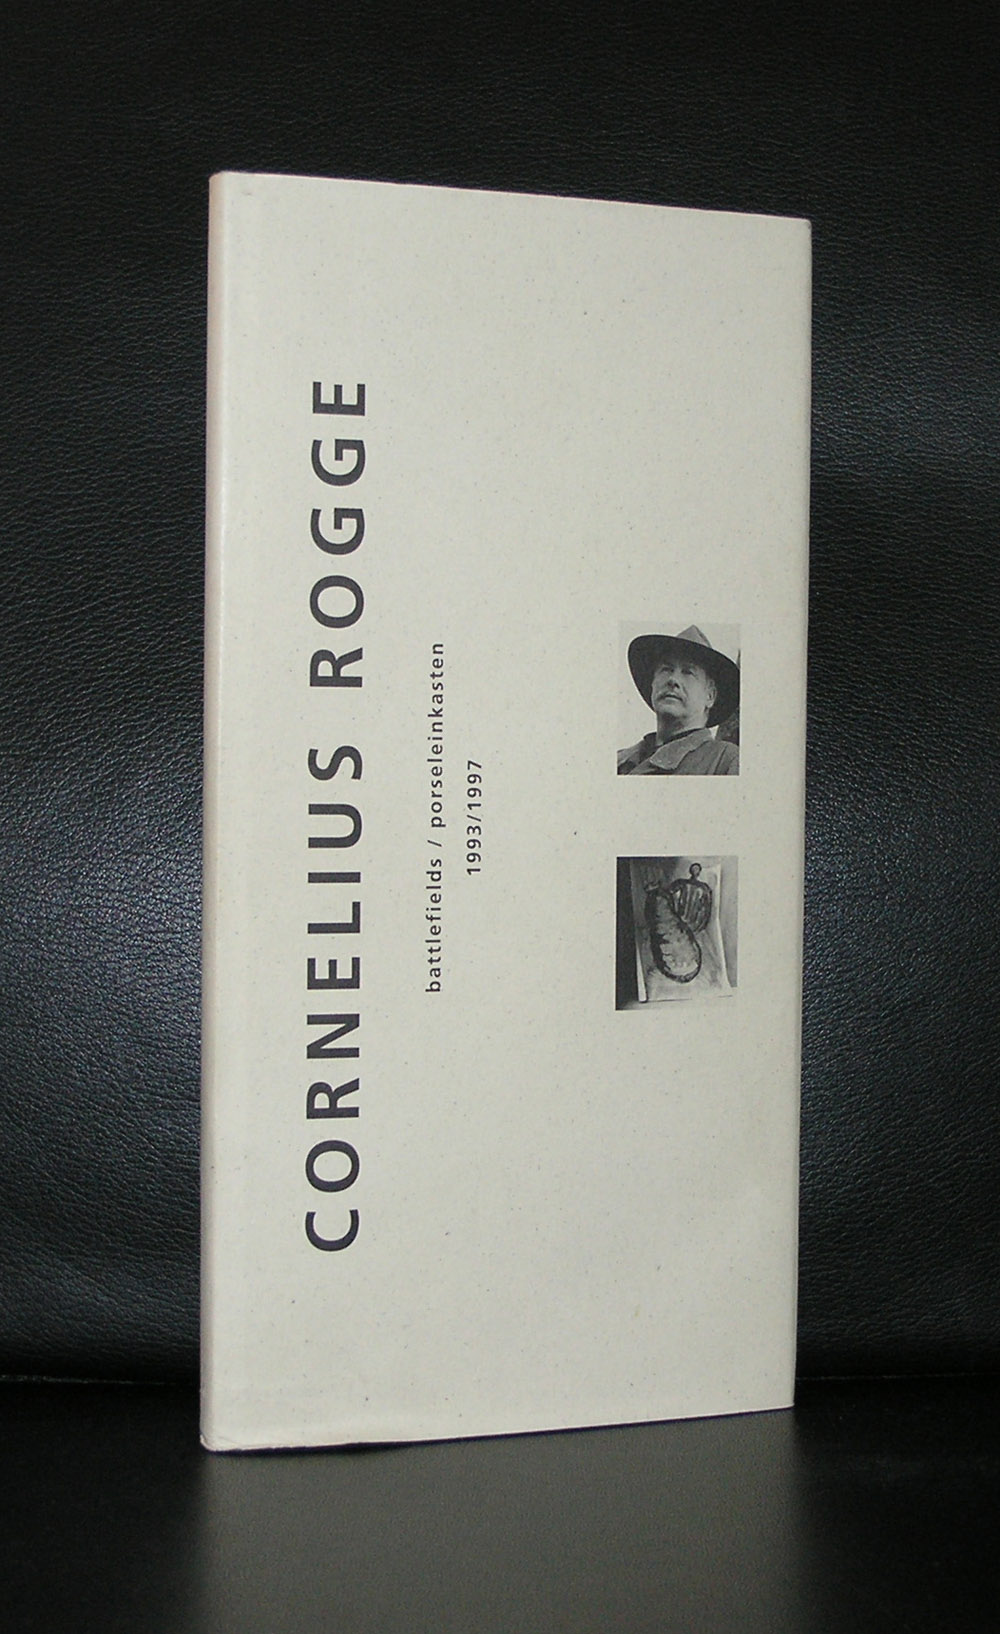 CORNELIUS ROGGE
battlefields / porseleinkasten
1993/1997